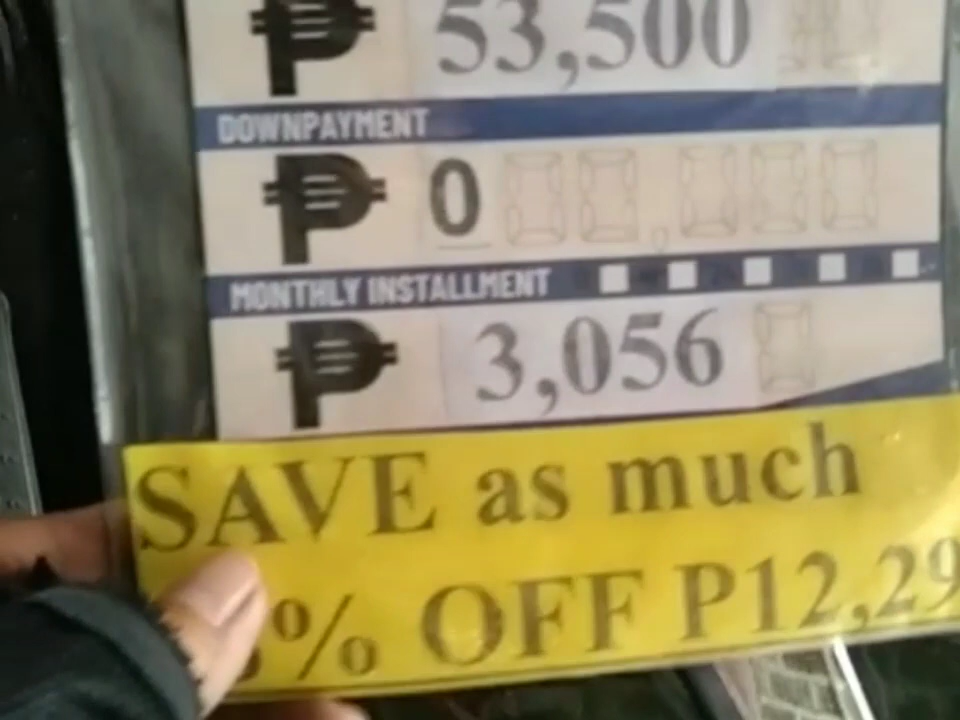 ₱ 53,500
DOWNPAYMENT
₱ 0
MONTHLY INSTALLMENT
₱ 3,056
SAVE as much
% OFF P12,29